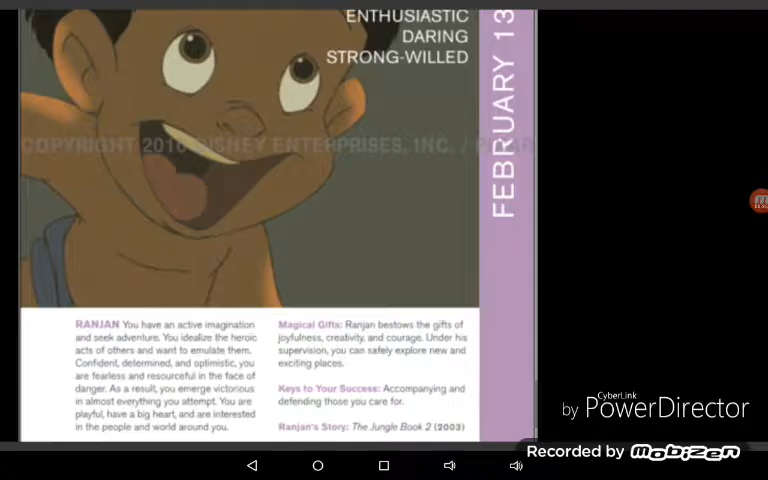 ENTHUSIASTIC
DARING
STRONG-WILLED
FEBRUARY 13
COPYRIGHT 2016 DISNEY ENTERPRISES, INC. /
RANJAN You have an active imagination
and seek adventure. You idealize the heroic
acts of others and want to emulate them.
Confident, determined, and optimistic, you
are fearless and resourceful in the face of
danger. As a result, you emerge victorious
in almost everything you attempt. You are
playful, have a big heart, and are interested
in the people and world around you.
Magical Gifts: Ranjan bestows the gifts of
joyfulness, creativity, and courage. Under his
supervision, you can safely explore new and
exciting places.
Keys to Your Success: Accompanying and
defending those you care for.
Ranjan's Story: The Jungle Book 2 (2003)
by CyberLink PowerDirector
Recorded by Mobizen